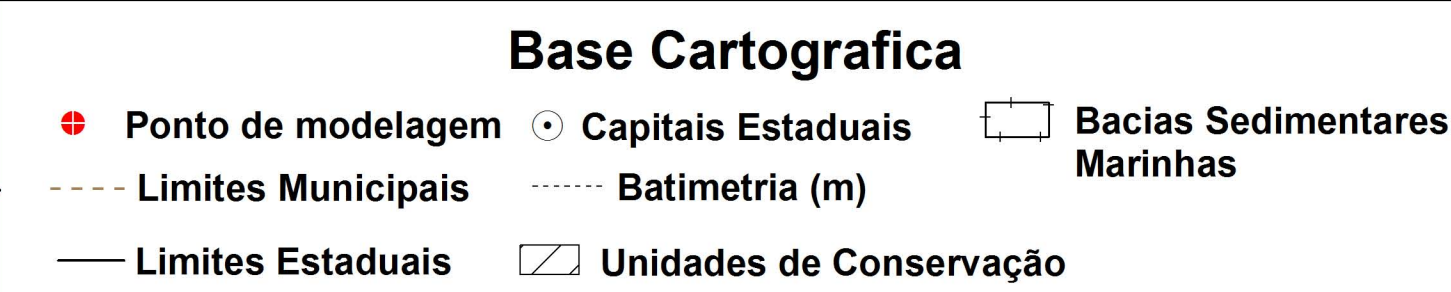 Base Cartografica
Ponto de modelagem
Capitais Estaduais
Bacias Sedimentares
Marinhas
Limites Municipais
Batimetria (m)
Limites Estaduais
Unidades de Conservação